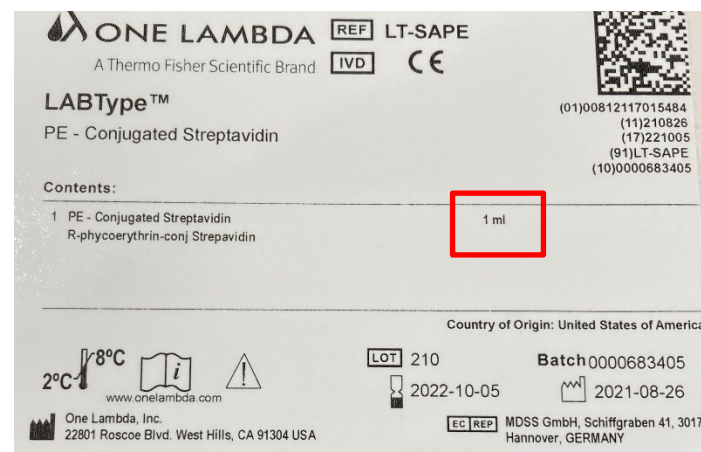 ONE LAMBDA REF LT-SAPE
A Thermo Fisher Scientific Brand IVD CE
LABType™
PE - Conjugated Streptavidin
(01)00812117015484
(11)210826
(17)221005
(91)LT-SAPE
(10)0000683405
Contents:
1 PE - Conjugated Streptavidin 1 ml
R-phycoerythrin-conj Strepavidin
Country of Origin: United States of America
2ºC 8ºC i www.onelambda.com
LOT 210 Batch 0000683405
2022-10-05 2021-08-26
One Lambda, Inc.
22801 Roscoe Blvd. West Hills, CA 91304 USA
EC REP MDSS GmbH, Schiffgraben 41, 3017
Hannover, GERMANY